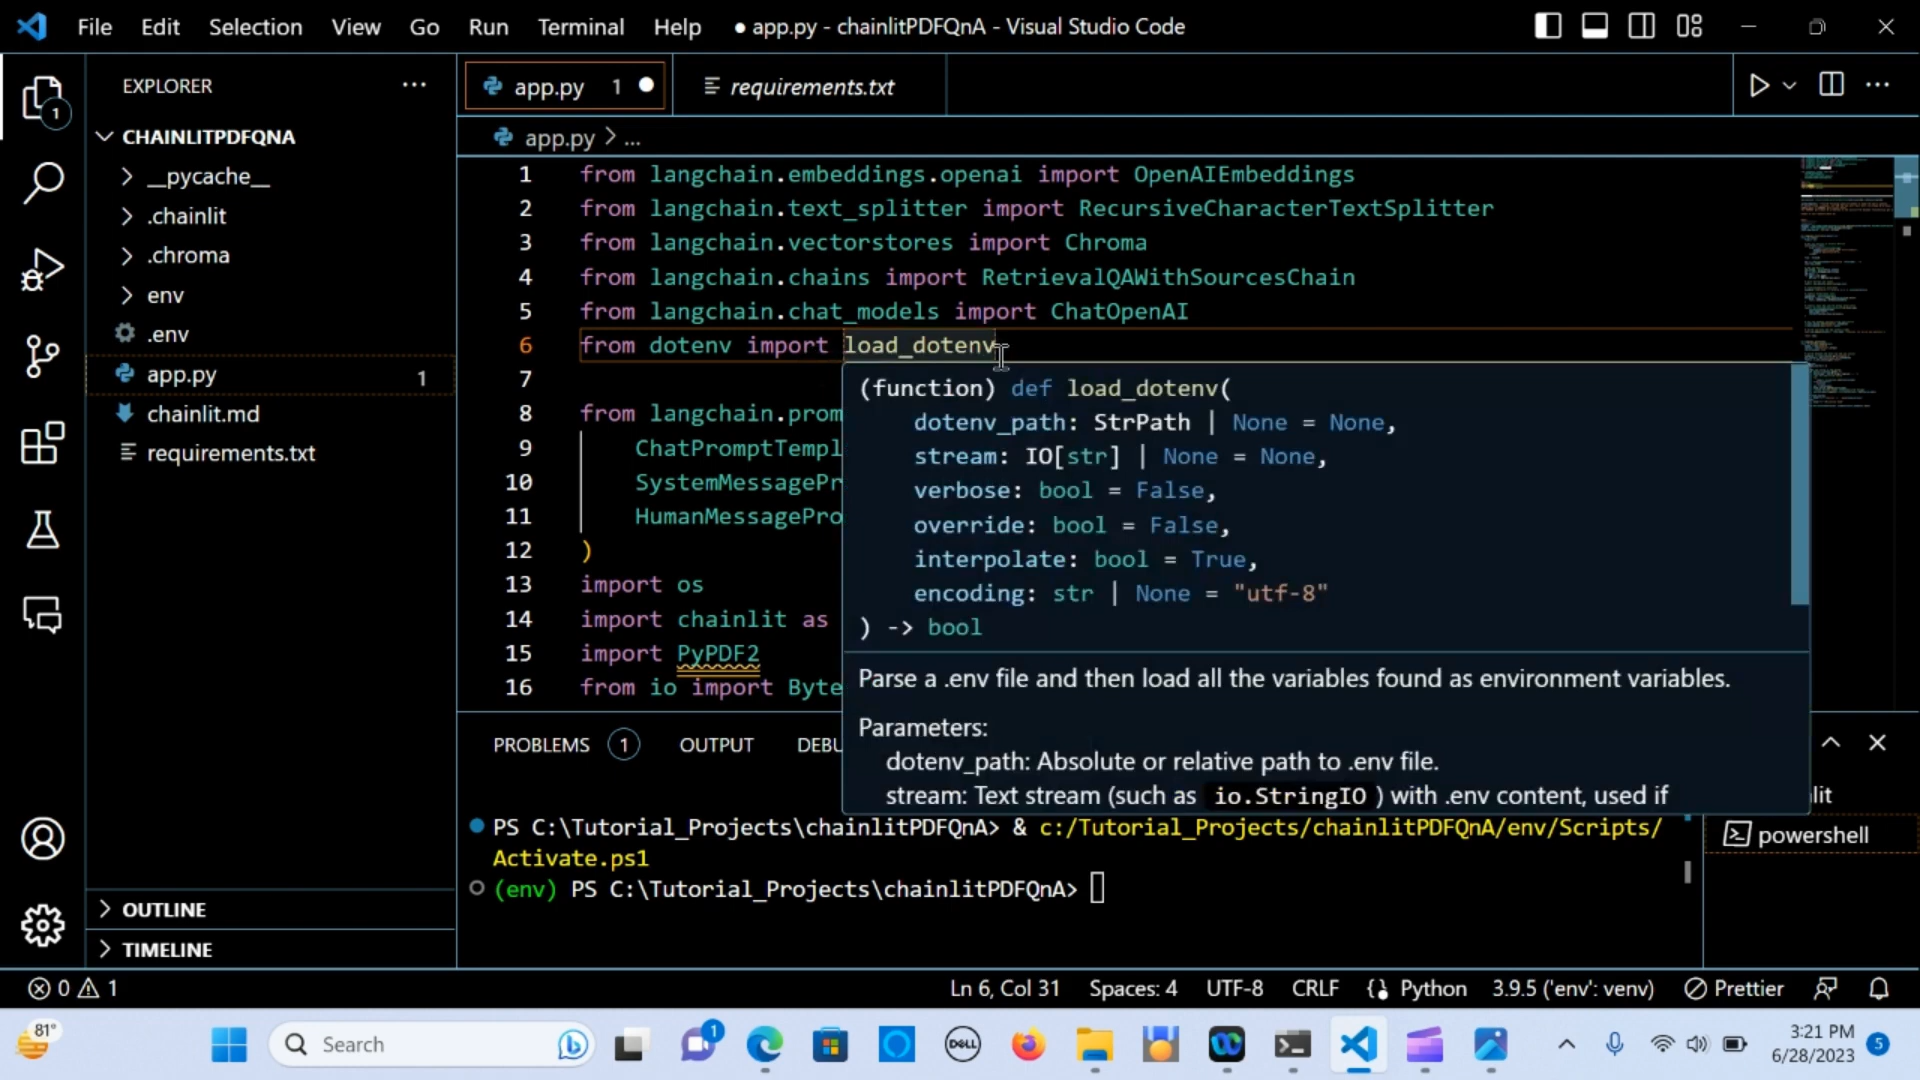 File Edit Selection View Go Run Terminal Help ● app.py - chainlitPDFQnA - Visual Studio Code
EXPLORER ...
1
CHAINLITPDFQNA
__pycache__
.chainlit
.chroma
env
.env
app.py 1
chainlit.md
requirements.txt
OUTLINE
TIMELINE
app.py 1 ● requirements.txt
app.py > ...
1 from langchain.embeddings.openai import OpenAIEmbeddings
2 from langchain.text_splitter import RecursiveCharacterTextSplitter
3 from langchain.vectorstores import Chroma
4 from langchain.chains import RetrievalQAWithSourcesChain
5 from langchain.chat_models import ChatOpenAI
6 from dotenv import load_dotenv
7
8 from langchain.prom
9 ChatPromptTempl
10 SystemMessagePr
11 HumanMessagePro
12 )
13 import os
14 import chainlit as
15 import PyPDF2
16 from io import Byte
(function) def load_dotenv(
dotenv_path: StrPath | None = None,
stream: IO[str] | None = None,
verbose: bool = False,
override: bool = False,
interpolate: bool = True,
encoding: str | None = "utf-8"
) -> bool
Parse a .env file and then load all the variables found as environment variables.
Parameters:
dotenv_path: Absolute or relative path to .env file.
stream: Text stream (such as io.StringIO ) with .env content, used if
PROBLEMS 1 OUTPUT DEBU
lit
powershell
PS C:\Tutorial_Projects\chainlitPDFQnA> & c:/Tutorial_Projects/chainlitPDFQnA/env/Scripts/
Activate.ps1
(env) PS C:\Tutorial_Projects\chainlitPDFQnA>
0 1 Ln 6, Col 31 Spaces: 4 UTF-8 CRLF Python 3.9.5 ('env': venv) Prettier
81° Search 1 DELL 3:21 PM
6/28/2023 5